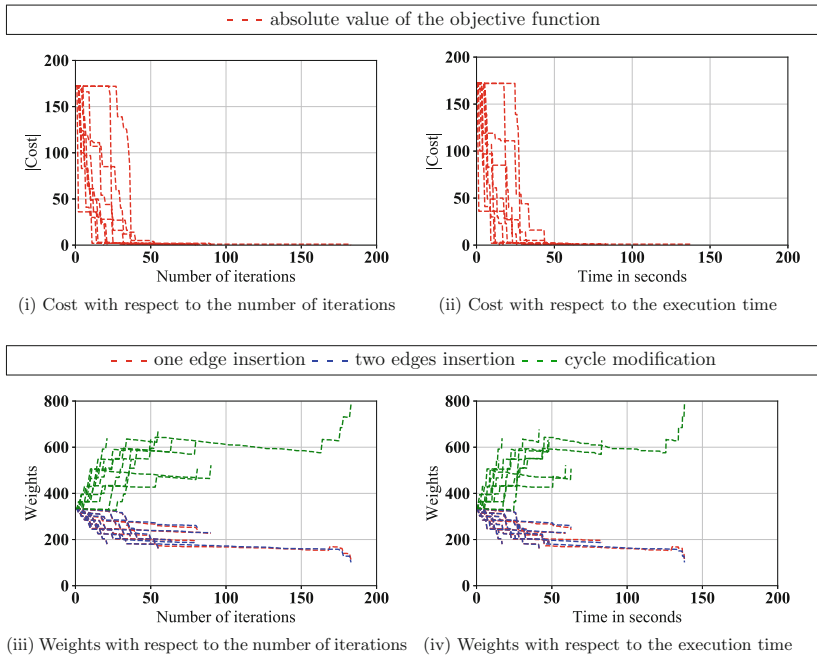 absolute value of the objective function
200
150
100
50
0
|Cost|
0 50 100 150 200
Number of iterations
(i) Cost with respect to the number of iterations
200
150
100
50
0
|Cost|
0 50 100 150 200
Time in seconds
(ii) Cost with respect to the execution time
one edge insertion two edges insertion cycle modification
800
600
400
200
0
Weights
0 50 100 150 200
Number of iterations
(iii) Weights with respect to the number of iterations
800
600
400
200
0
Weights
0 50 100 150 200
Time in seconds
(iv) Weights with respect to the execution time